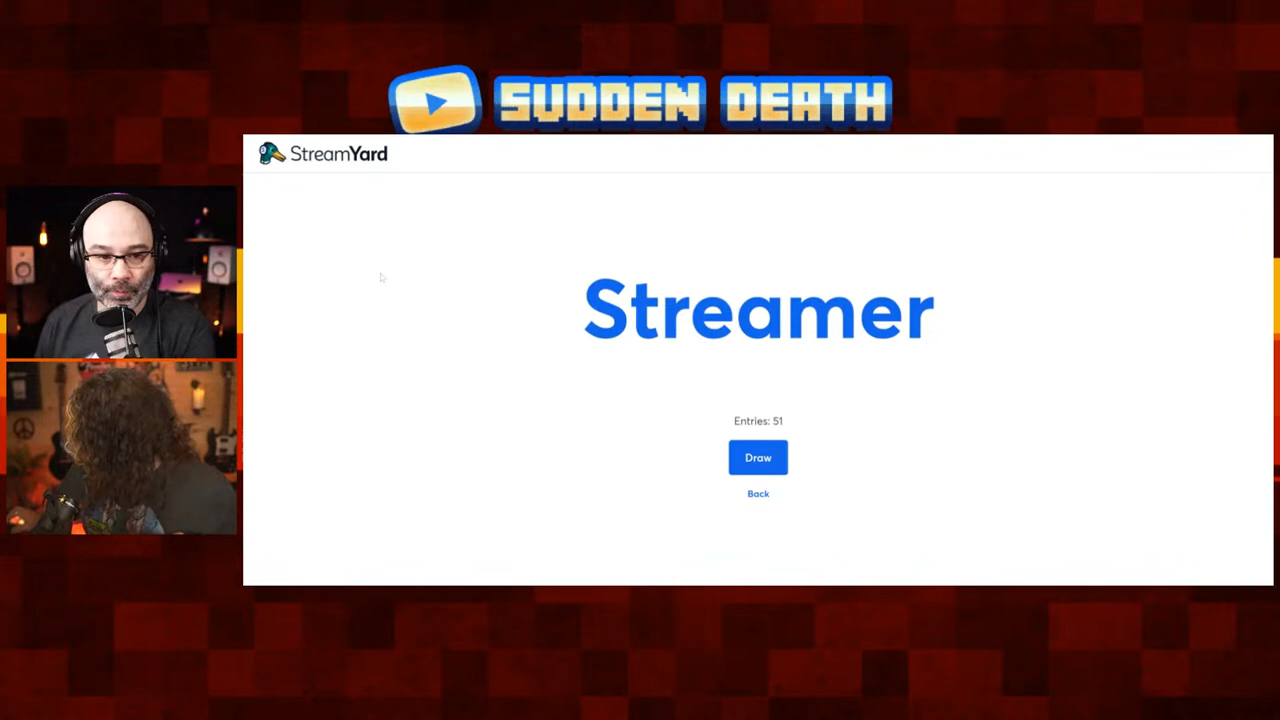 SUDDEN DEATH
StreamYard
Streamer
Entries: 51
Draw
Back